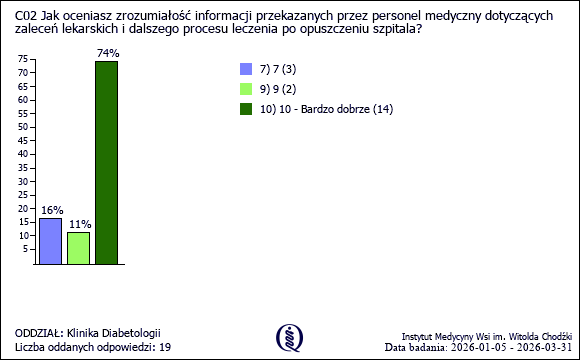 C02 Jak oceniasz zrozumiałość informacji przekazanych przez personel medyczny dotyczących
zaleceń lekarskich i dalszego procesu leczenia po opuszczeniu szpitala?
75
70
65
60
55
50
45
40
35
30
25
20
15
10
5
16%
11%
74%
7) 7 (3)
9) 9 (2)
10) 10 - Bardzo dobrze (14)
ODDZIAŁ: Klinika Diabetologii
Liczba oddanych odpowiedzi: 19
Instytut Medycyny Wsi im. Witolda Chodźki
Data badania: 2026-01-05 - 2026-03-31